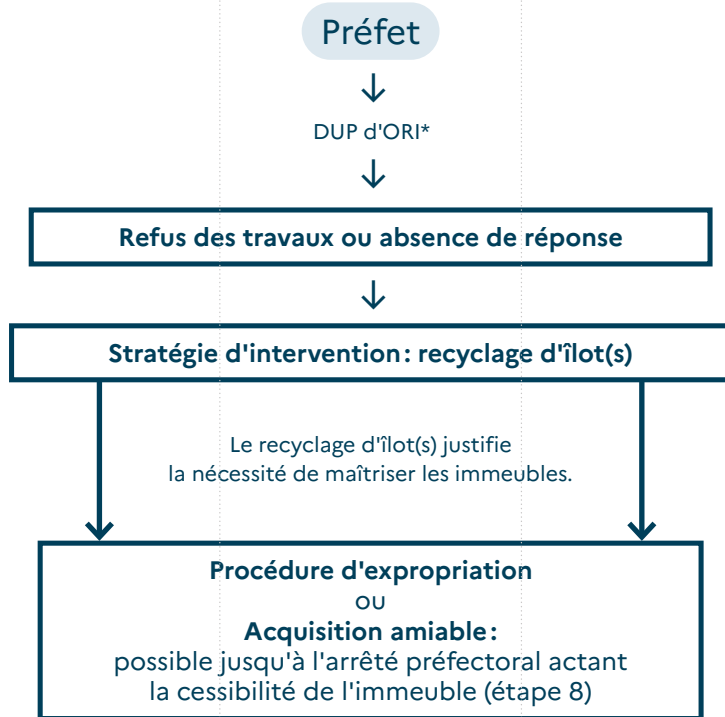 Préfet
DUP d'ORI*
Refus des travaux ou absence de réponse
Stratégie d'intervention : recyclage d'îlot(s)
Le recyclage d'îlot(s) justifie
la nécessité de maîtriser les immeubles.
Procédure d'expropriation
ou
Acquisition amiable :
possible jusqu'à l'arrêté préfectoral actant
la cessibilité de l'immeuble (étape 8)